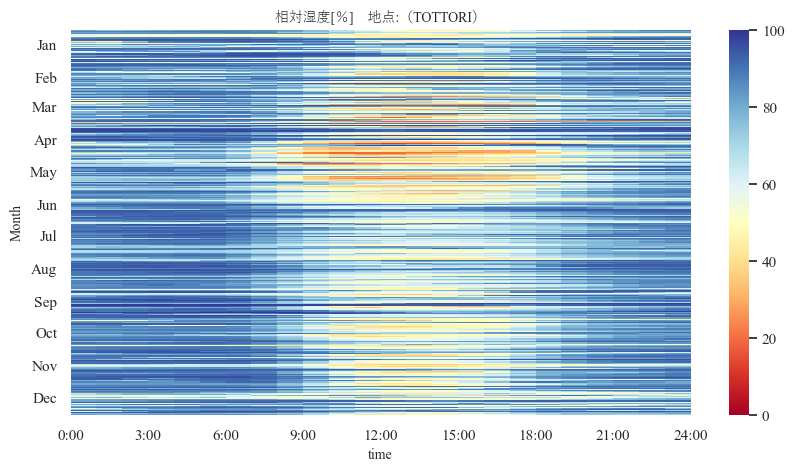 相対湿度[%]　地点:（TOTTORI）
Month
Jan
Feb
Mar
Apr
May
Jun
Jul
Aug
Sep
Oct
Nov
Dec
0:00
3:00
6:00
9:00
12:00
15:00
18:00
21:00
24:00
time
100
80
60
40
20
0